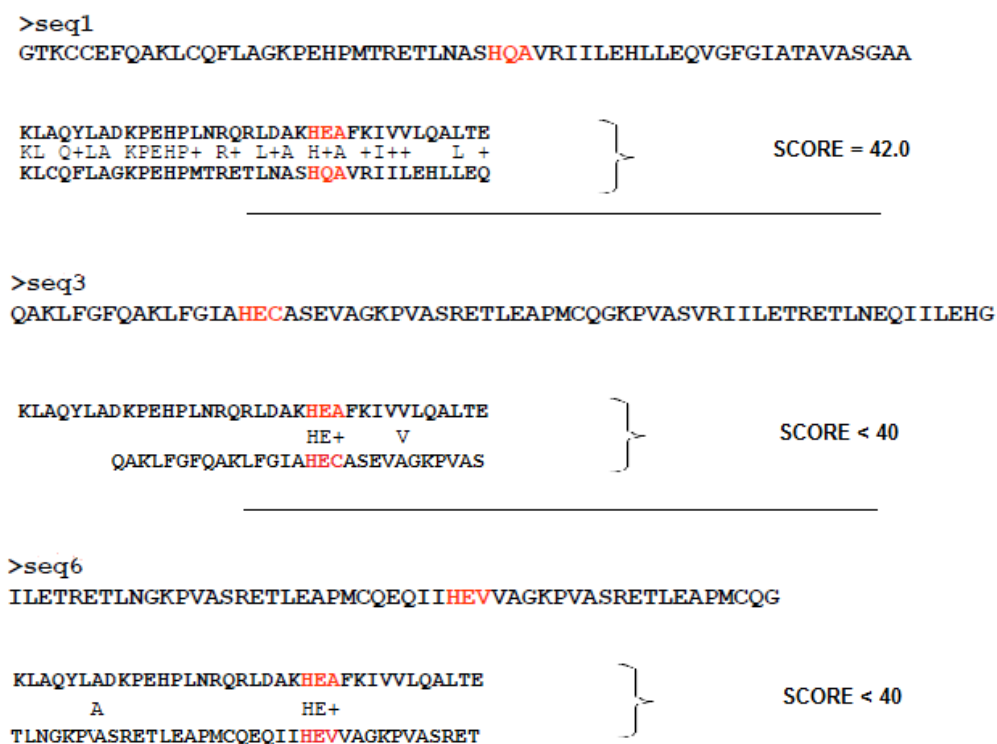 >seq1
GTKCCEFQAKLCQFLAGKPEHPMTRETLNASHQAVRIILEHLLEQVGFGIATAVASGAA
KLAQYLADKPEHPLNRQRLDAKHEAFKIVVLQALTE
KL Q+LA KPEHP+ R+ L+A H+A +I++ L +
KLCQFLAGKPEHPMTRETLNASHQAVRIILEHLLEQ
SCORE = 42.0
>seq3
QAKLFGFQAKLFGIAHECASEVAGKPVASRETLEAPMCQGKPVASVRIILETRETLNEQIILEHG
KLAQYLADKPEHPLNRQRLDAKHEAFKIVVLQALTE
HE+ V
QAKLFGFQAKLFGIAHECASEVAGKPVAS
SCORE < 40
>seq6
ILETRETLNGKPVASRETLEAPMCQEQIIHEVVAGKPVASRETLEAPMCQG
KLAQYLADKPEHPLNRQRLDAKHEAFKIVVLQALTE
A HE+
TLNGKPVASRETLEAPMCQEQIIHEVVAGKPVASRET
SCORE < 40